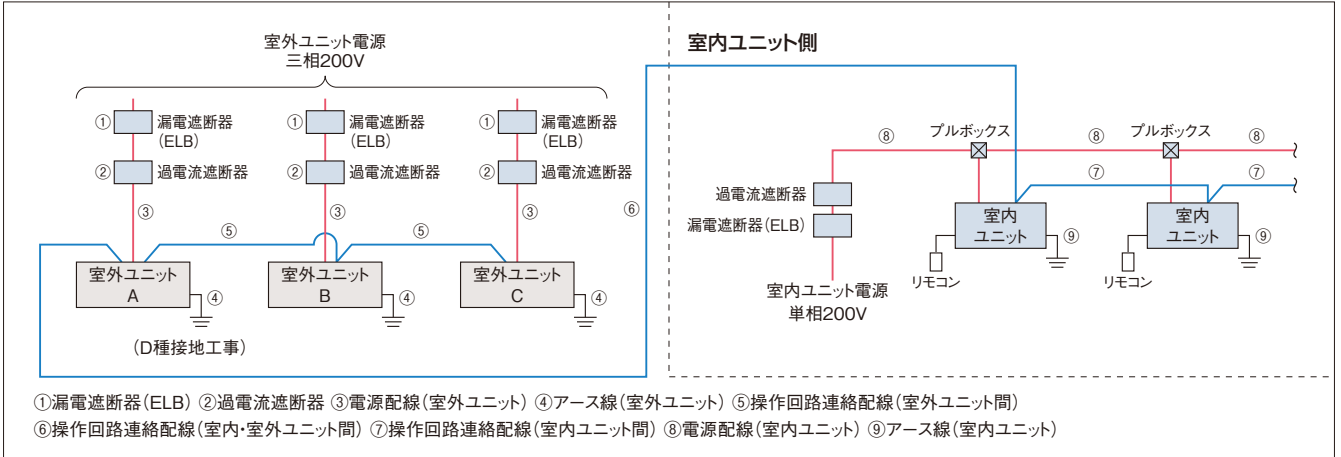 室外ユニット電源
三相200V
① 漏電遮断器
(ELB)
① 漏電遮断器
(ELB)
① 漏電遮断器
(ELB)
② 過電流遮断器
② 過電流遮断器
② 過電流遮断器
③
③
③
⑤
⑤
⑥
室外ユニット
A
④
室外ユニット
B
④
室外ユニット
C
④
(D種接地工事)
室内ユニット側
⑧
プルボックス
⑧
プルボックス
⑧
過電流遮断器
漏電遮断器(ELB)
⑦
⑦
室内
ユニット
⑨
室内
ユニット
⑨
リモコン
リモコン
室内ユニット電源
単相200V
①漏電遮断器(ELB) ②過電流遮断器 ③電源配線(室外ユニット) ④アース線(室外ユニット) ⑤操作回路連絡配線(室外ユニット間)
⑥操作回路連絡配線(室内・室外ユニット間) ⑦操作回路連絡配線(室内ユニット間) ⑧電源配線(室内ユニット) ⑨アース線(室内ユニット)